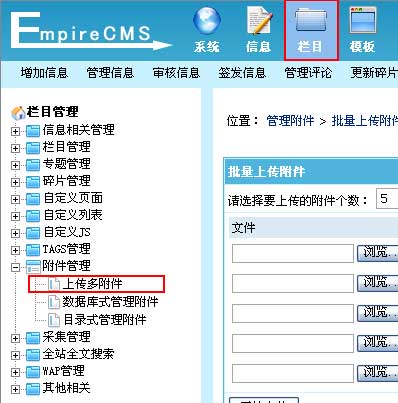 EmpireCMS
系统 信息 栏目 模板
增加信息 管理信息 审核信息 签发信息 管理评论 更新碎片
栏目管理
信息相关管理
栏目管理
专题管理
碎片管理
自定义页面
自定义列表
自定义JS
TAGS管理
附件管理
上传多附件
数据库式管理附件
目录式管理附件
采集管理
全站全文搜索
WAP管理
其他相关
位置： 管理附件 > 批量上传附件
批量上传附件
请选择要上传的附件个数： 5
文件
浏览...
浏览...
浏览...
浏览...
浏览...